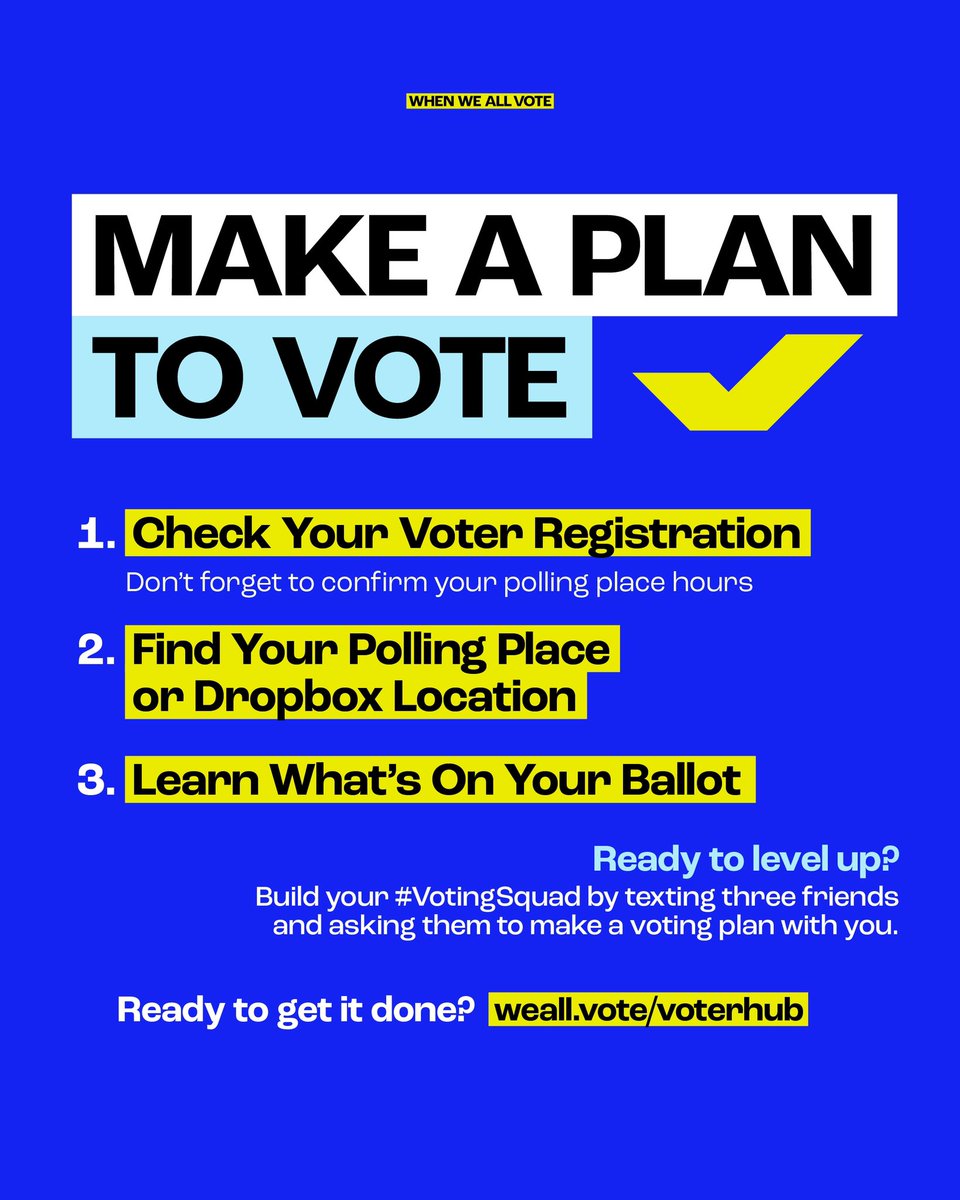 WHEN WE ALL VOTE
MAKE A PLAN
TO VOTE
1. Check Your Voter Registration
Don’t forget to confirm your polling place hours
2. Find Your Polling Place
or Dropbox Location
3. Learn What’s On Your Ballot
Ready to level up?
Build your #VotingSquad by texting three friends
and asking them to make a voting plan with you.
Ready to get it done? weall.vote/voterhub